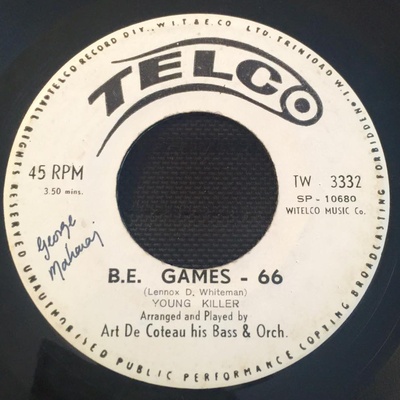 TELCO RECORD DIV., W.I.T. & E. CO LTD., TRINIDAD W.I.
TELCO
45 RPM
3.50 mins.
TW 3332
SP - 10680
WITELCO MUSIC Co.
George
Maharaj
B.E. GAMES - 66
(Lennox D. Whiteman)
YOUNG KILLER
Arranged and Played by
Art De Coteau his Bass & Orch.
ALL RIGHTS RESERVED UNAUTHORISED PUBLIC PERFORMANCE COPYING BROADCASTING FORBIDDEN